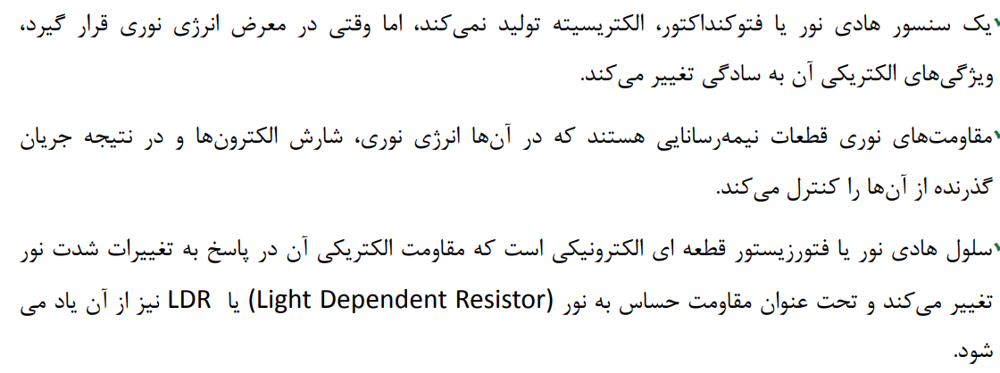 ✓یک سنسور هادی نور یا فتوکنداکتور، الکتریسیته تولید نمی‌کند، اما وقتی در معرض انرژی نوری قرار گیرد،
ویژگی‌های الکتریکی آن به سادگی تغییر می‌کند.
✓مقاومت‌های نوری قطعات نیمه‌رسانایی هستند که در آن‌ها انرژی نوری، شارش الکترون‌ها و در نتیجه جریان
گذرنده از آن‌ها را کنترل می‌کند.
✓سلول هادی نور یا فتورزیستور قطعه ای الکترونیکی است که مقاومت الکتریکی آن در پاسخ به تغییرات شدت نور
تغییر می‌کند و تحت عنوان مقاومت حساس به نور (Light Dependent Resistor) یا LDR نیز از آن یاد می
شود.